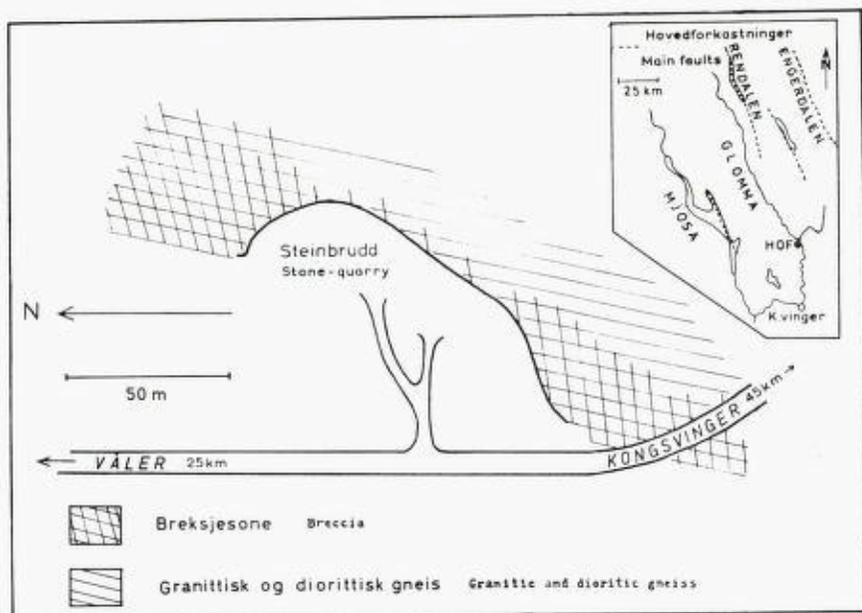 Hovedforkastninger
Main faults
N
25 km
RENDALEN
ENGERDALEN
GLOMMA
MJØSA
HOF
K.vinger
Steinbrudd
Stone-quarry
N
50 m
VÅLER 25km
KONGSVINGER 45km
Breksjesone Breccia
Granittisk og diorittisk gneis Granitic and dioritic gneiss